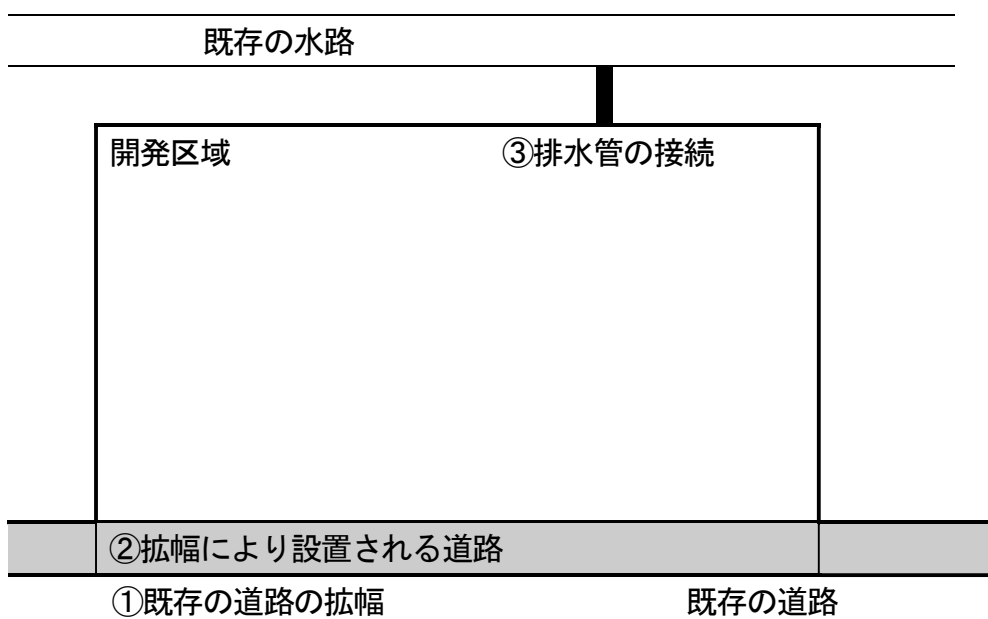 既存の水路
開発区域
③排水管の接続
②拡幅により設置される道路
①既存の道路の拡幅
既存の道路